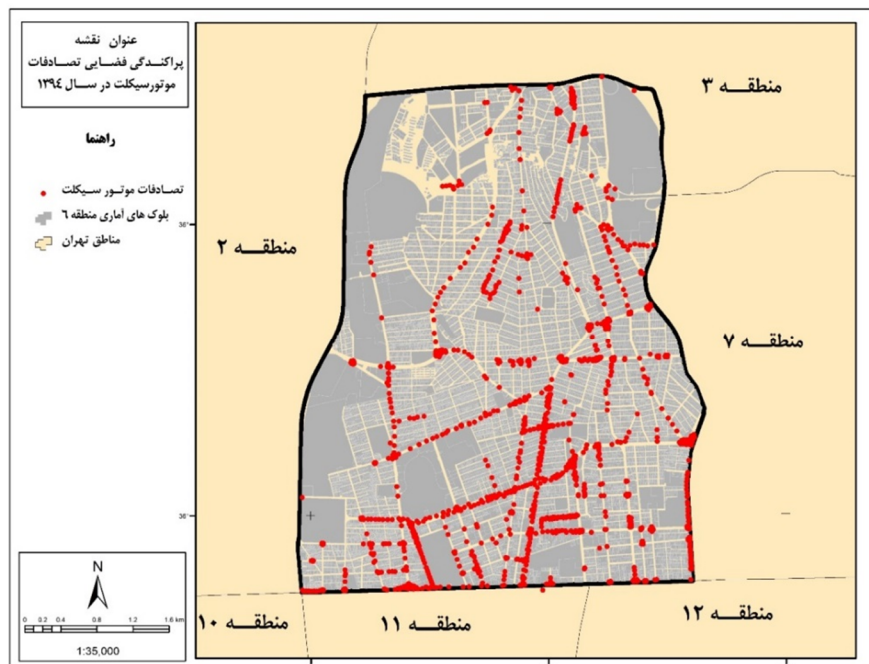 عنوان نقشه
پراکندگی فضایی تصادفات
موتورسیکلت در سال ۱۳۹٤
راهنما
تصادفات موتور سیکلت
بلوک های آماری منطقه ٦
مناطق تهران
منطقه ۳
منطقه ۲
منطقه ۷
منطقه ۱۰
منطقه ۱۱
منطقه ۱۲
36°
36°
N
0 0.2 0.4 0.8 1.2 1.6 km
1:35,000